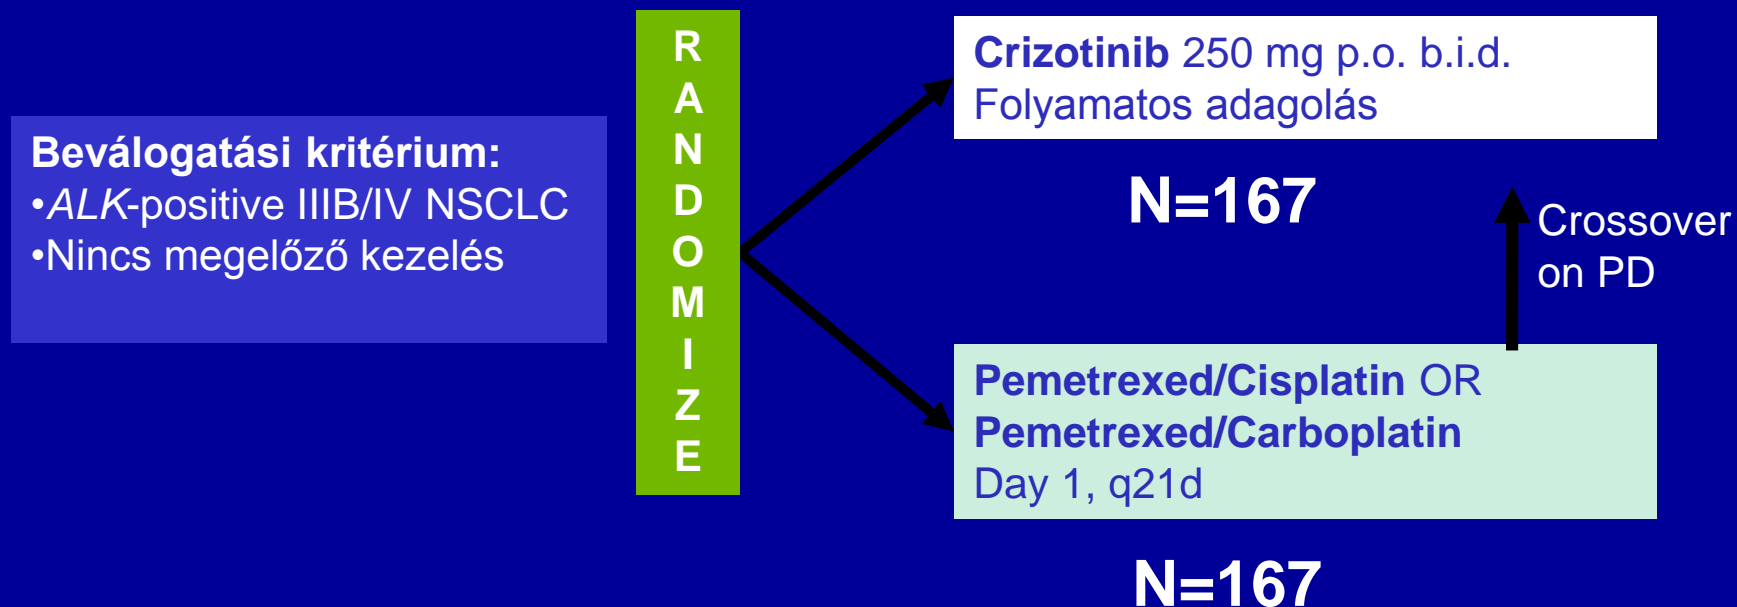 Beválogatási kritérium:
•ALK-positive IIIB/IV NSCLC
•Nincs megelőző kezelés
R
A
N
D
O
M
I
Z
E
Crizotinib 250 mg p.o. b.i.d.
Folyamatos adagolás
N=167
Crossover
on PD
Pemetrexed/Cisplatin OR
Pemetrexed/Carboplatin
Day 1, q21d
N=167